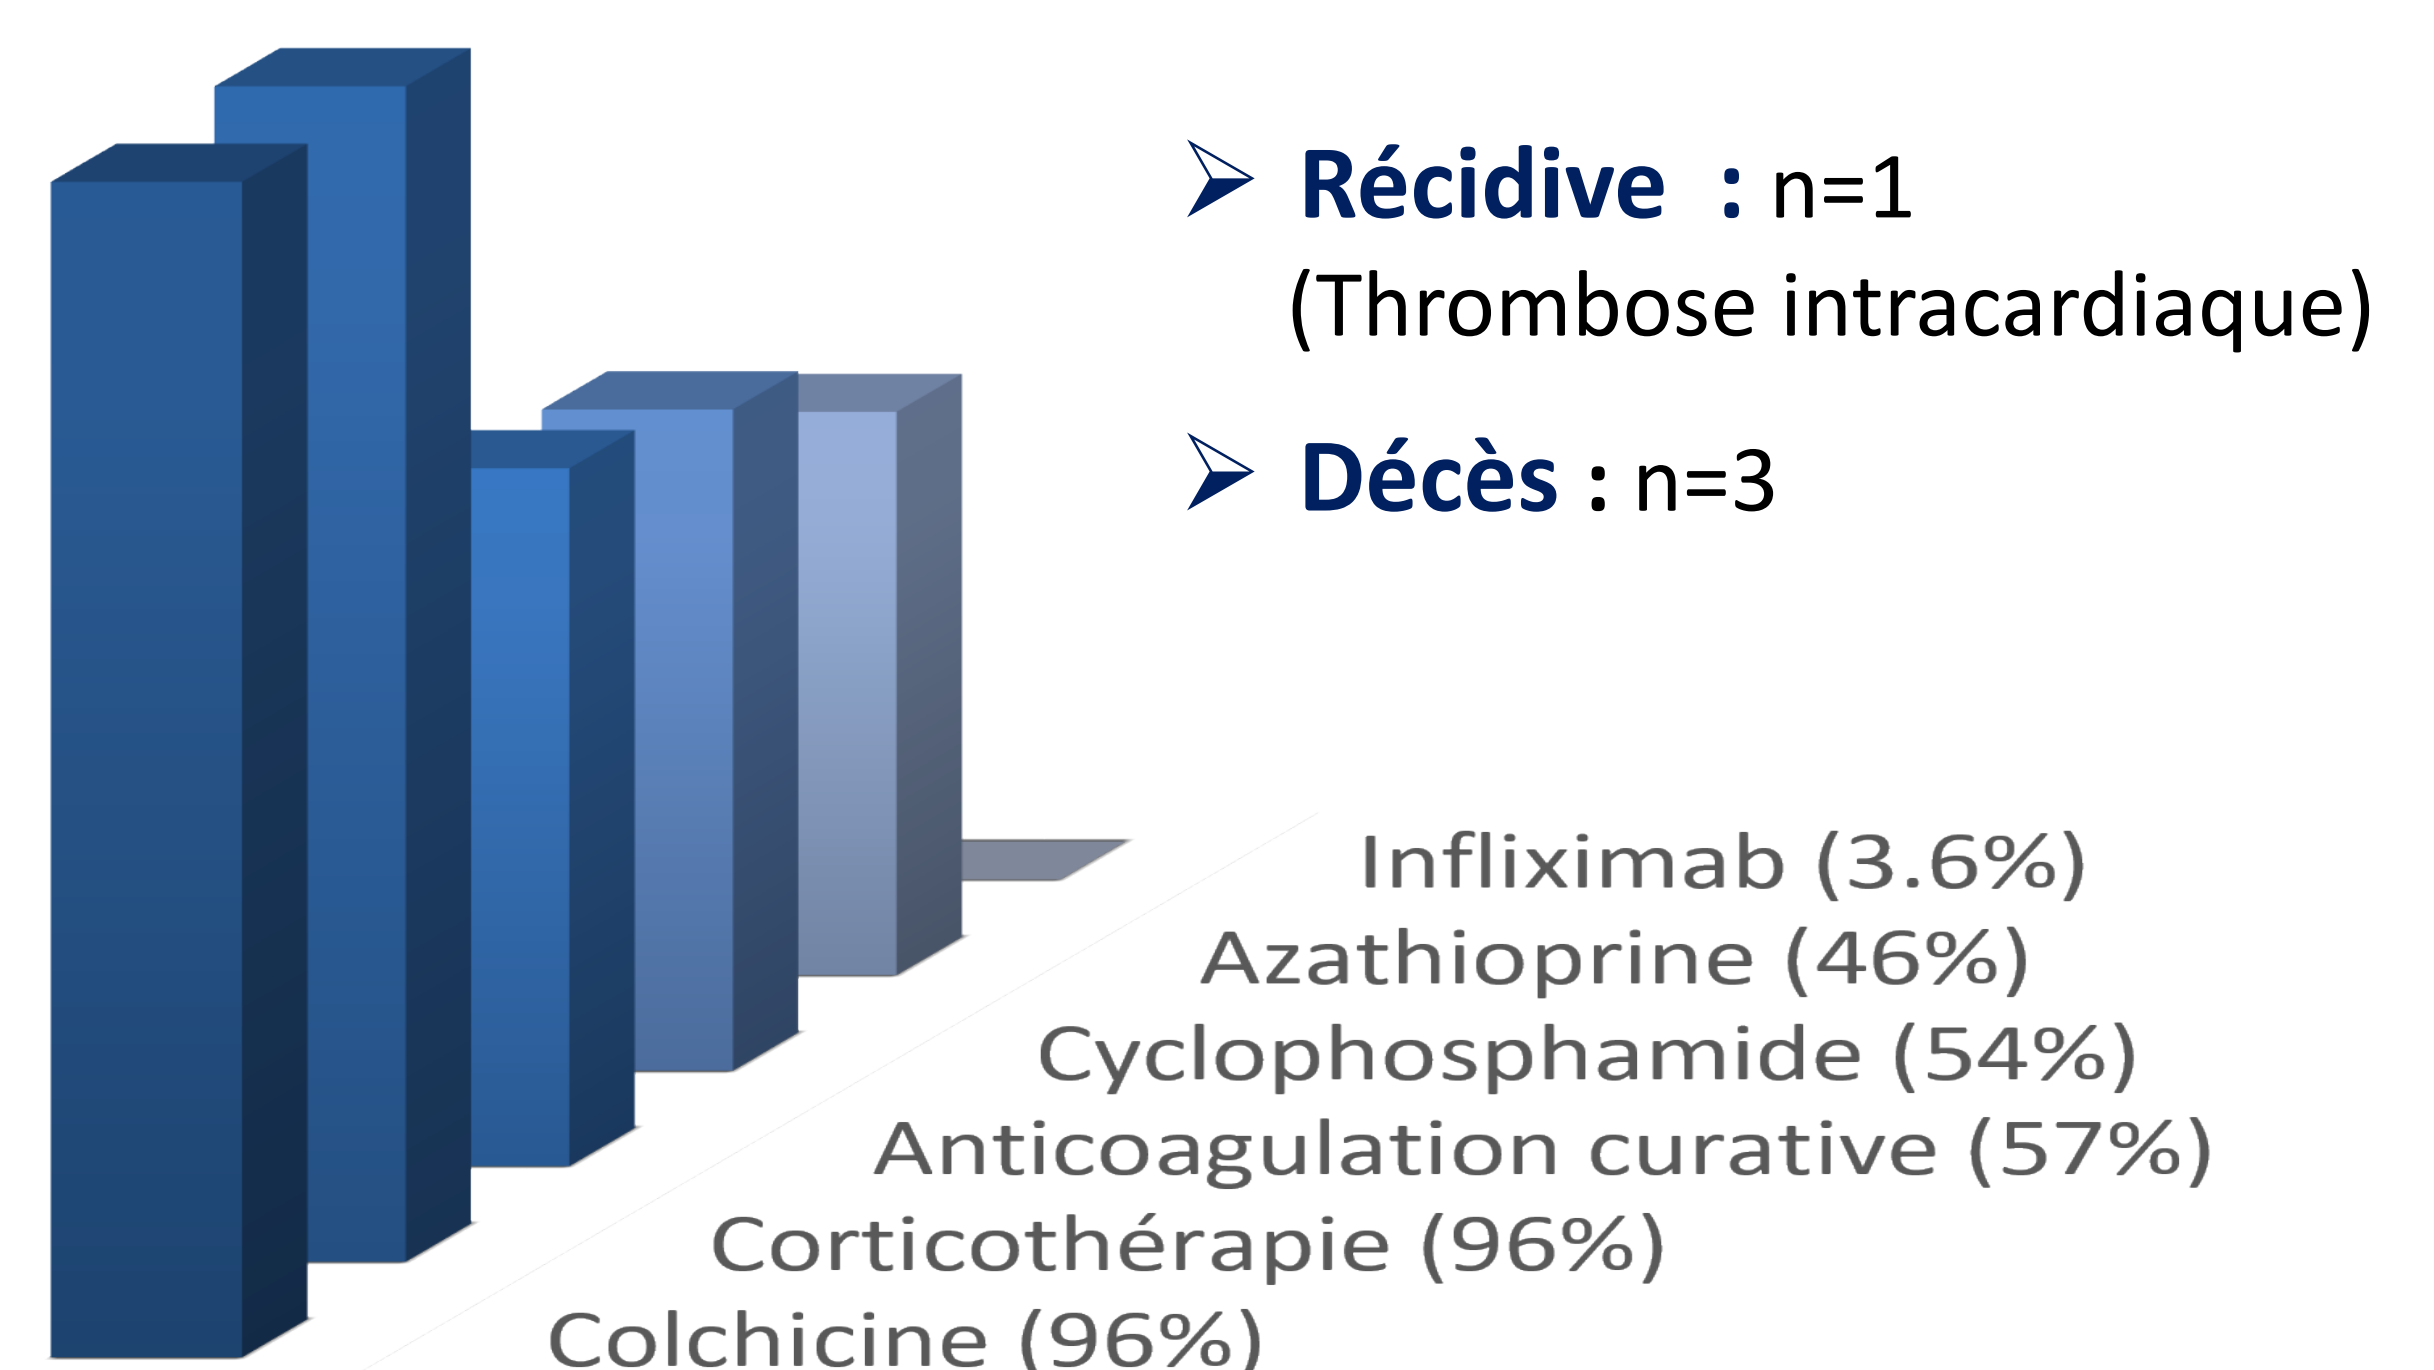 Récidive : n=1
(Thrombose intracardiaque)
Décès : n=3
Infliximab (3.6%)
Azathioprine (46%)
Cyclophosphamide (54%)
Anticoagulation curative (57%)
Corticothérapie (96%)
Colchicine (96%)